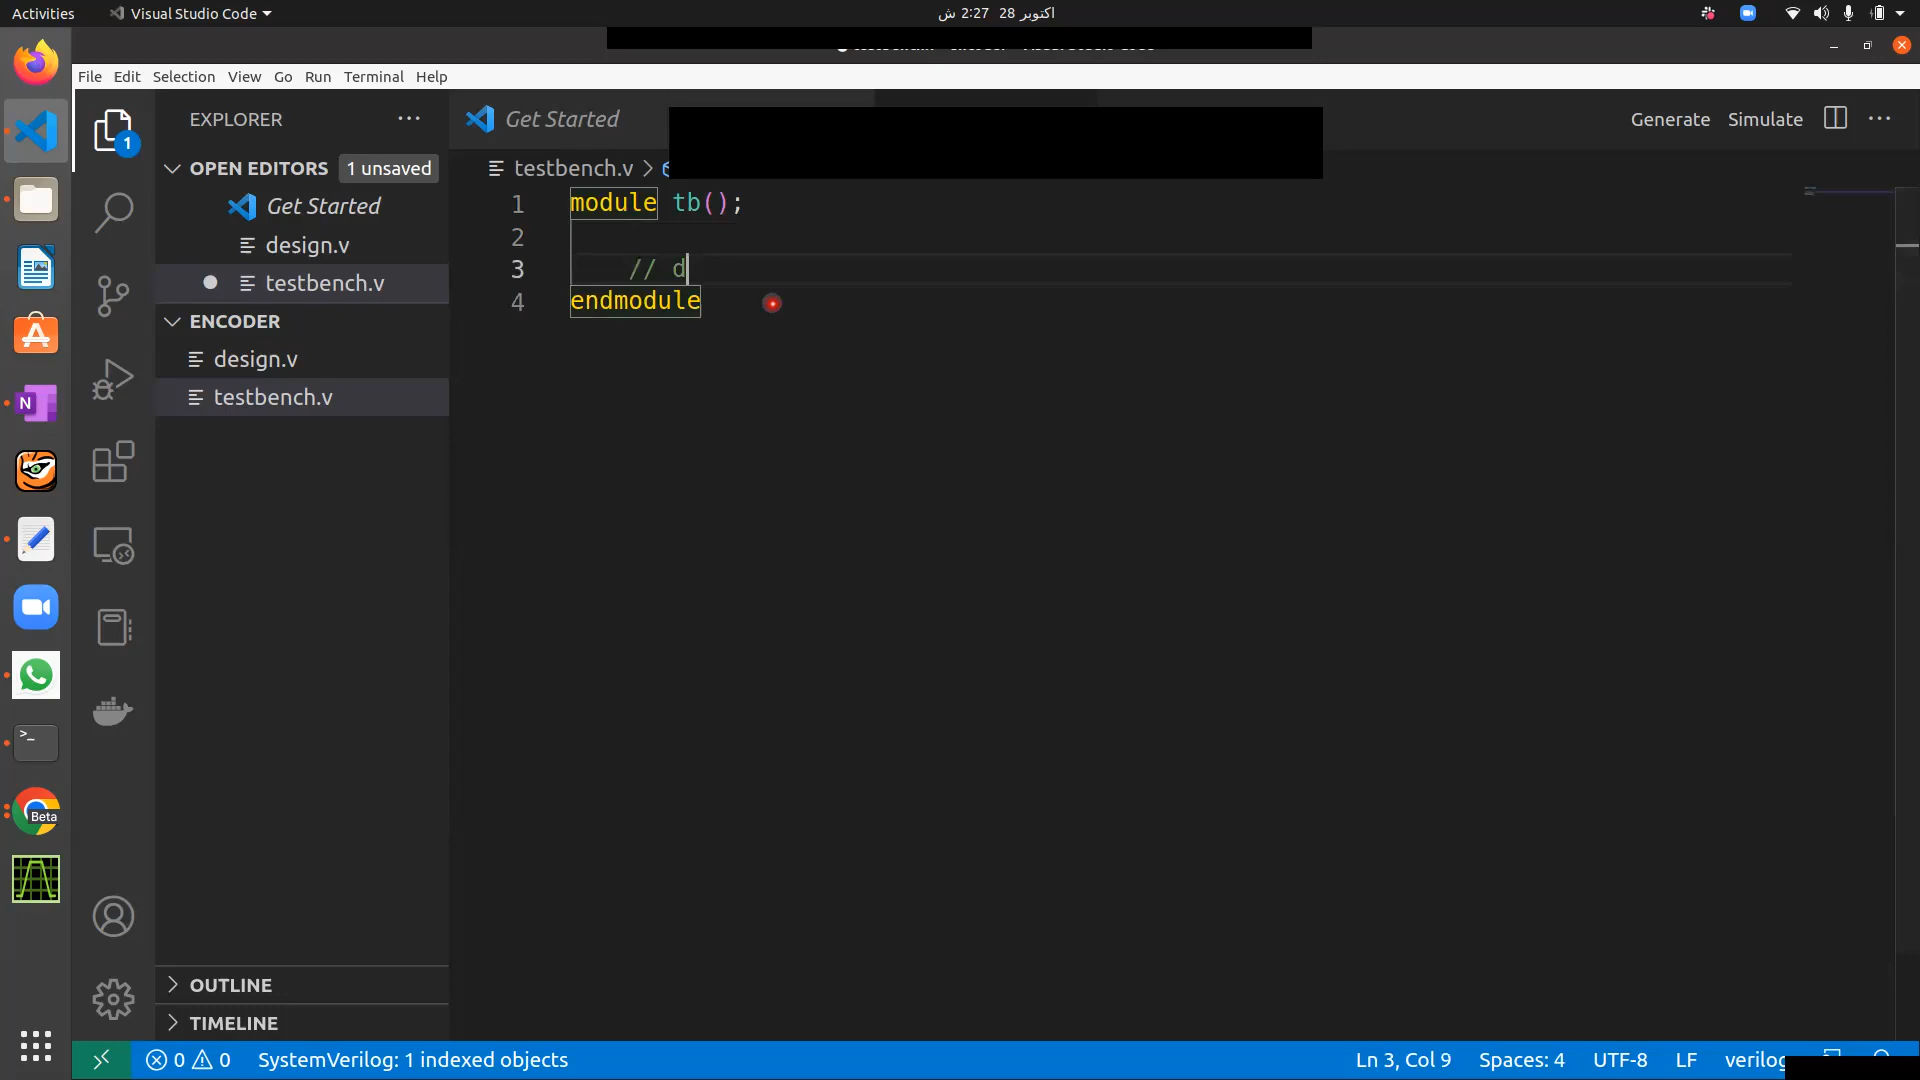 Activities
Visual Studio Code
اکتوبر 28 2:27 ش
File Edit Selection View Go Run Terminal Help
EXPLORER
Get Started
Generate Simulate
OPEN EDITORS 1 unsaved
testbench.v
Get Started
design.v
testbench.v
ENCODER
design.v
testbench.v
1 module tb();
2
3 // d
4 endmodule
1
N
Beta
OUTLINE
TIMELINE
0 0 SystemVerilog: 1 indexed objects
Ln 3, Col 9 Spaces: 4 UTF-8 LF